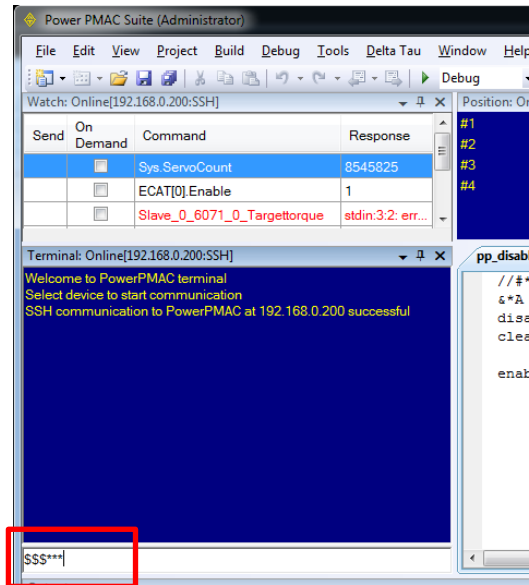 Power PMAC Suite (Administrator)
File Edit View Project Build Debug Tools Delta Tau Window Help
Debug
Watch: Online[192.168.0.200:SSH]
Position: On
Send On Demand Command Response
Sys.ServoCount 8545825
ECAT[0].Enable 1
Slave_0_6071_0_Targettorque stdin:3:2: err...
#1
#2
#3
#4
Terminal: Online[192.168.0.200:SSH]
Welcome to PowerPMAC terminal
Select device to start communication
SSH communication to PowerPMAC at 192.168.0.200 successful
$$$***
pp_disabl
//#*
&*A
disa
clea
enab